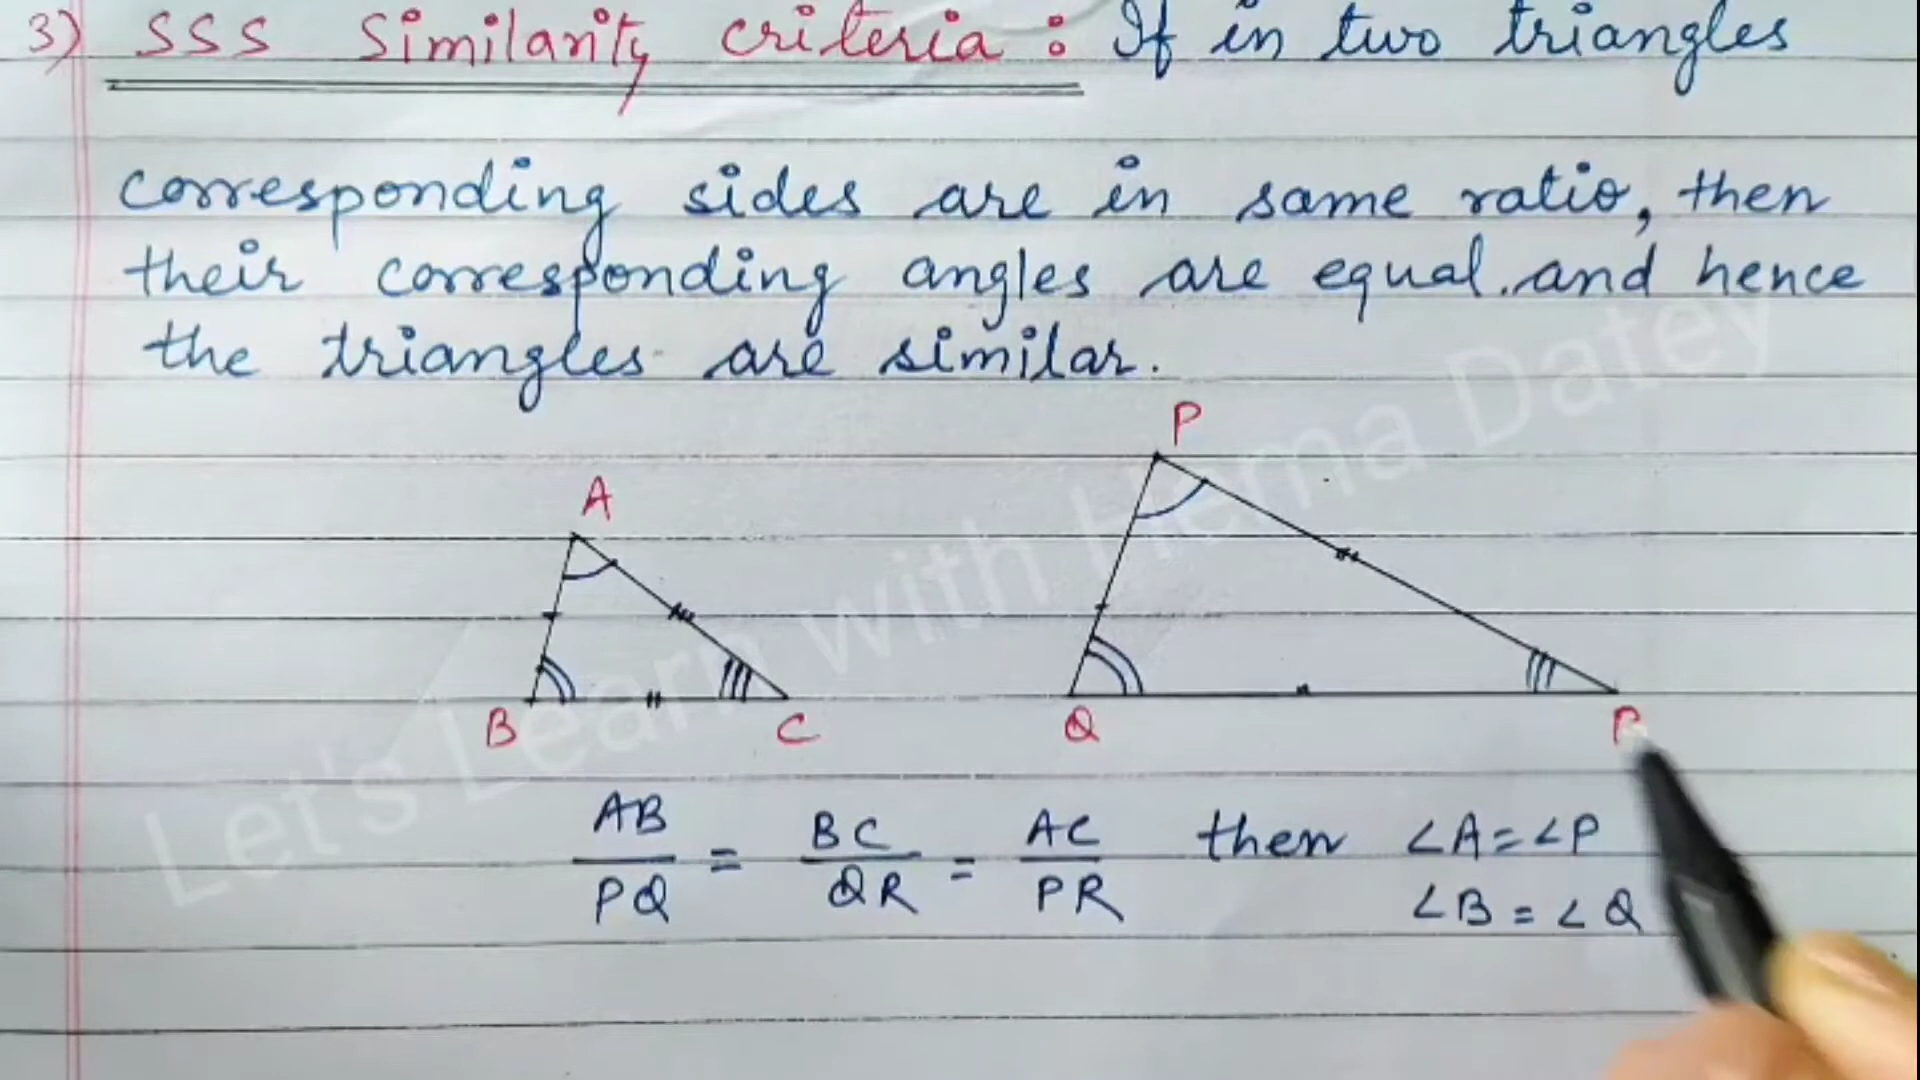 3) SSS Similarity criteria : If in two triangles
corresponding sides are in same ratio, then
their corresponding angles are equal. and hence
the triangles are similar.
P
A
B
C
Q
R
AB/PQ = BC/QR = AC/PR then ∠A = ∠P
∠B = ∠Q
Let's Learn with Hema Datey